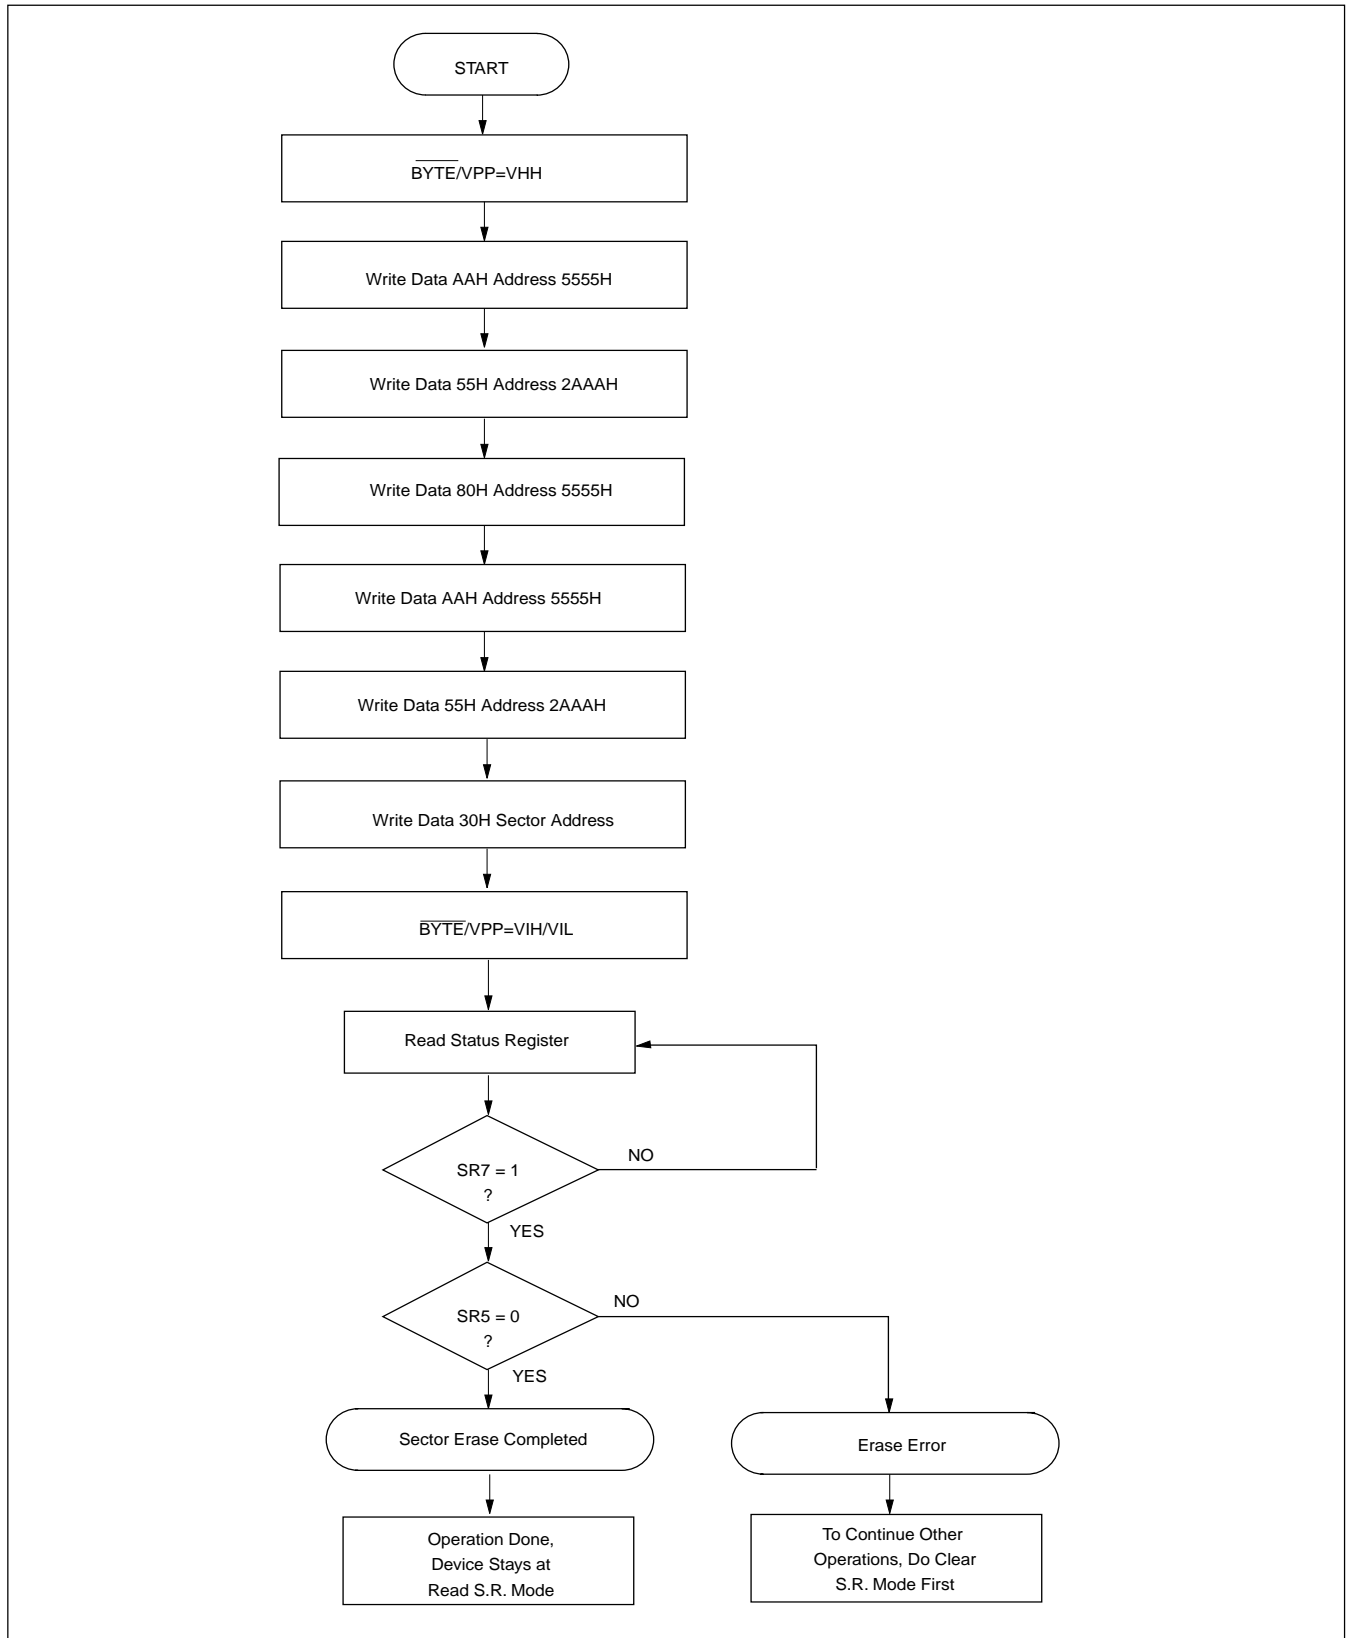 START
BYTE/VPP=VHH
Write Data AAH Address 5555H
Write Data 55H Address 2AAAH
Write Data 80H Address 5555H
Write Data AAH Address 5555H
Write Data 55H Address 2AAAH
Write Data 30H Sector Address
BYTE/VPP=VIH/VIL
Read Status Register
SR7 = 1
?
NO
YES
SR5 = 0
?
NO
YES
Sector Erase Completed
Erase Error
Operation Done,
Device Stays at
Read S.R. Mode
To Continue Other
Operations, Do Clear
S.R. Mode First